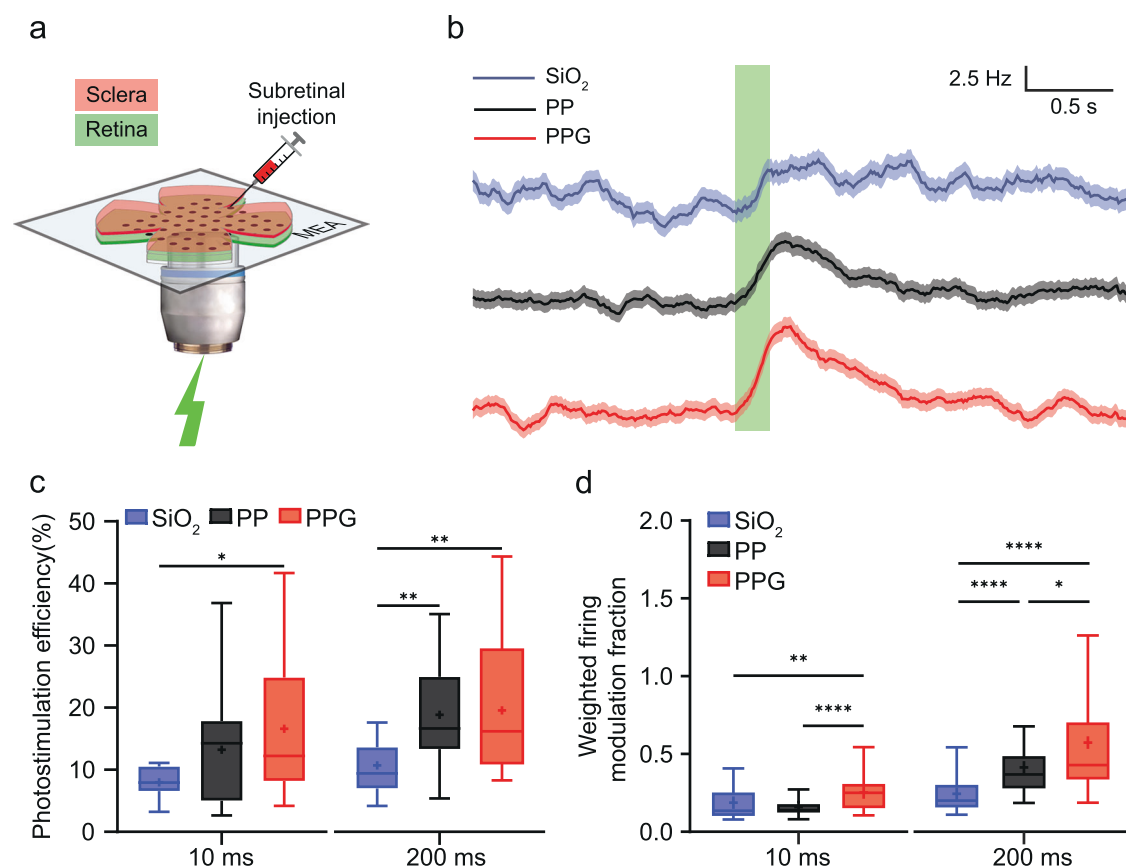 a
Sclera
Retina
Subretinal
injection
MEA
b
SiO₂
PP
PPG
2.5 Hz
0.5 s
c
SiO₂ PP PPG
Photostimulation efficiency(%)
50
40
30
20
10
0
*
**
**
10 ms 200 ms
d
SiO₂
PP
PPG
Weighted firing
modulation fraction
2.0
1.5
1.0
0.5
0.0
**
****
****
****
*
10 ms 200 ms